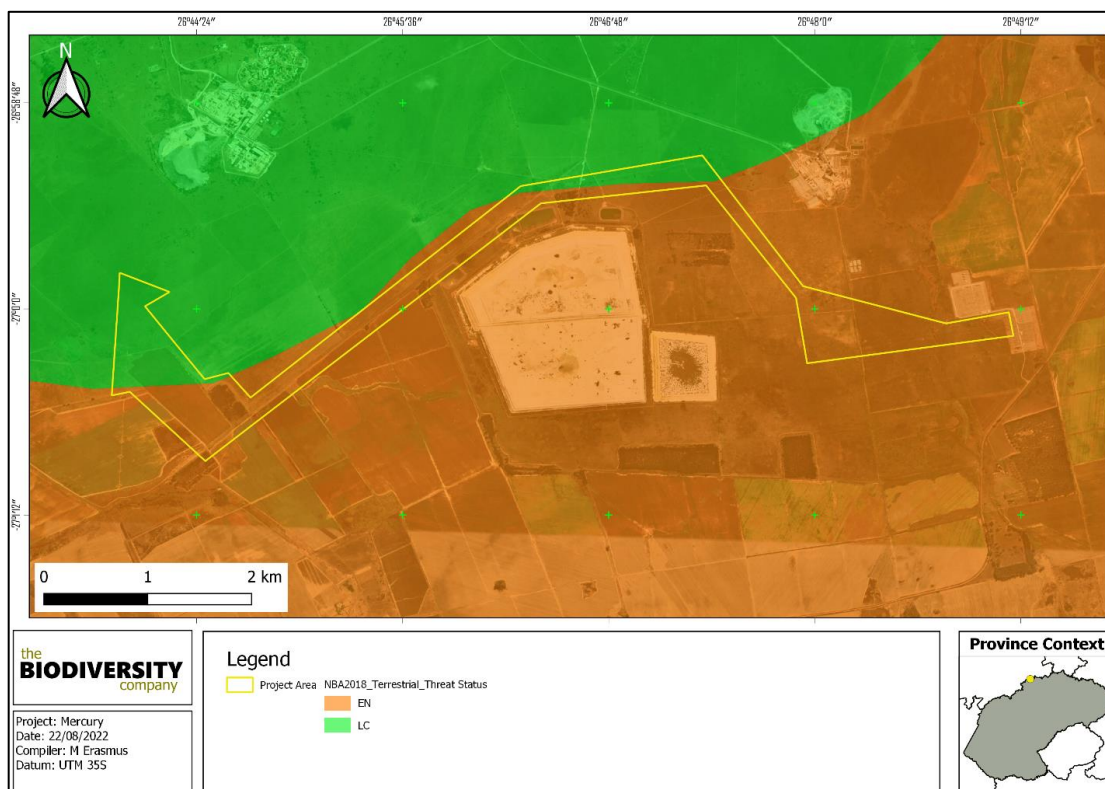 26°44'24"
26°45'36"
26°46'48"
26°48'0"
26°49'12"
N
-26°58'48"
-27°0'0"
-27°1'12"
0 1 2 km
the
BIODIVERSITY
company
Project: Mercury
Date: 22/08/2022
Compiler: M Erasmus
Datum: UTM 35S
Legend
Project Area
NBA2018_Terrestrial_Threat Status
EN
LC
Province Context